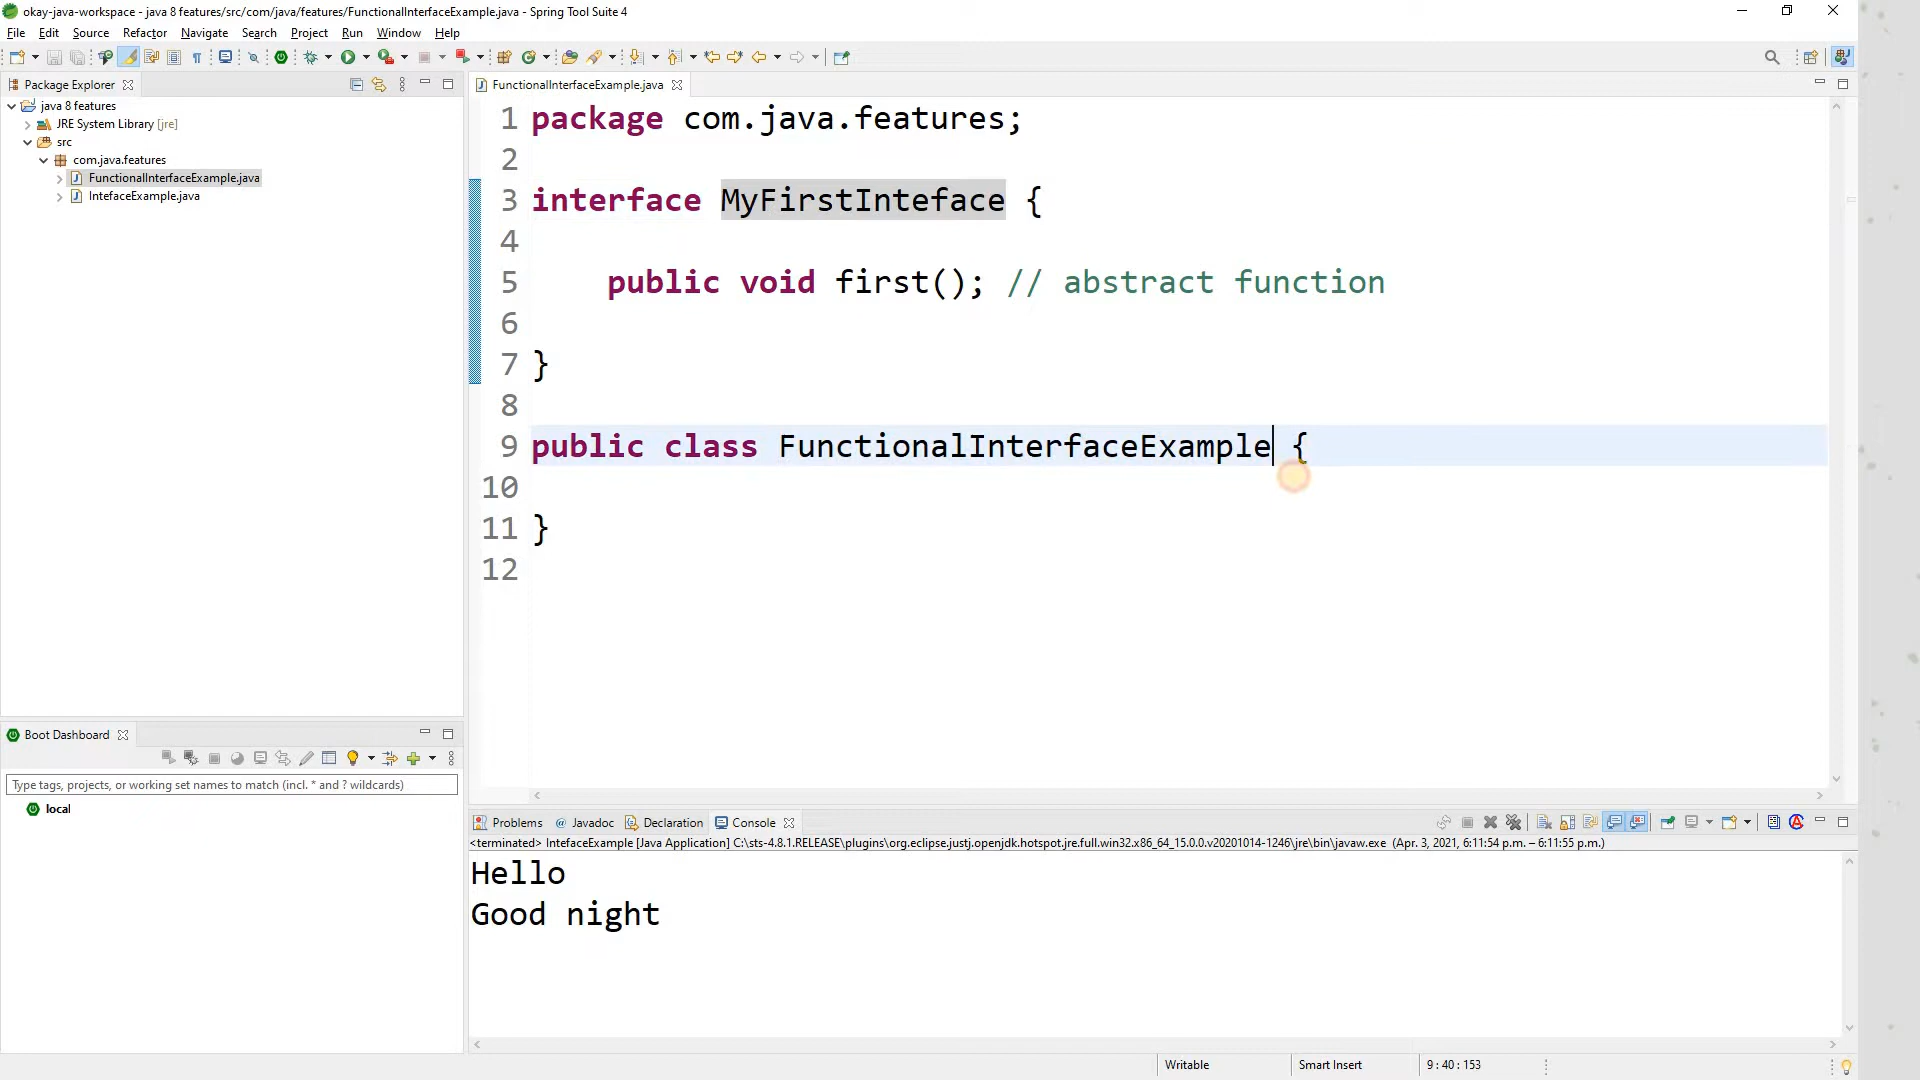 okay-java-workspace - java 8 features/src/com/java/features/FunctionalInterfaceExample.java - Spring Tool Suite 4
File Edit Source Refactor Navigate Search Project Run Window Help
Package Explorer
java 8 features
JRE System Library [jre]
src
com.java.features
FunctionalInterfaceExample.java
IntefaceExample.java
FunctionalInterfaceExample.java
1 package com.java.features;
2
3 interface MyFirstInteface {
4
5 public void first(); // abstract function
6
7 }
8
9 public class FunctionalInterfaceExample {
10
11 }
12
Boot Dashboard
Type tags, projects, or working set names to match (incl. * and ? wildcards)
local
Problems @ Javadoc Declaration Console
<terminated> IntefaceExample [Java Application] C:\sts-4.8.1.RELEASE\plugins\org.eclipse.justj.openjdk.hotspot.jre.full.win32.x86_64_15.0.0.v20201014-1246\jre\bin\javaw.exe (Apr. 3, 2021, 6:11:54 p.m. – 6:11:55 p.m.)
Hello
Good night
Writable Smart Insert 9 : 40 : 153